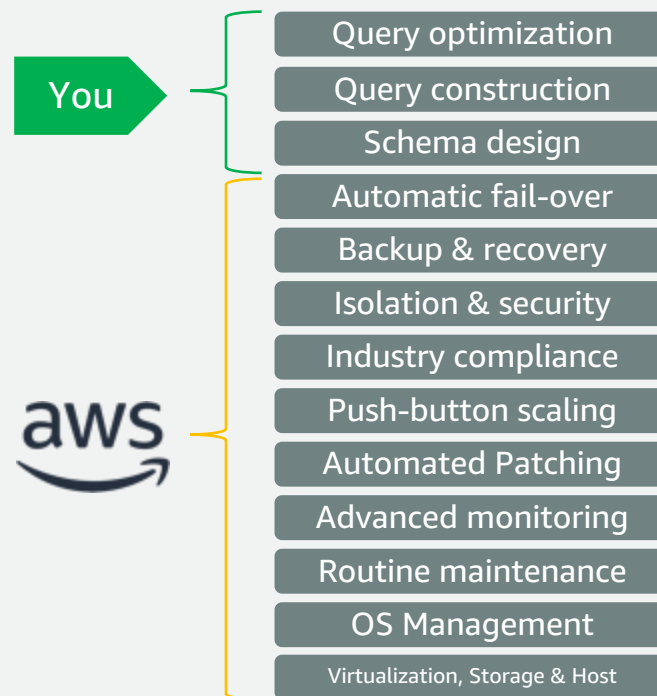 You
Query optimization
Query construction
Schema design
Automatic fail-over
Backup & recovery
Isolation & security
Industry compliance
aws
Push-button scaling
Automated Patching
Advanced monitoring
Routine maintenance
OS Management
Virtualization, Storage & Host